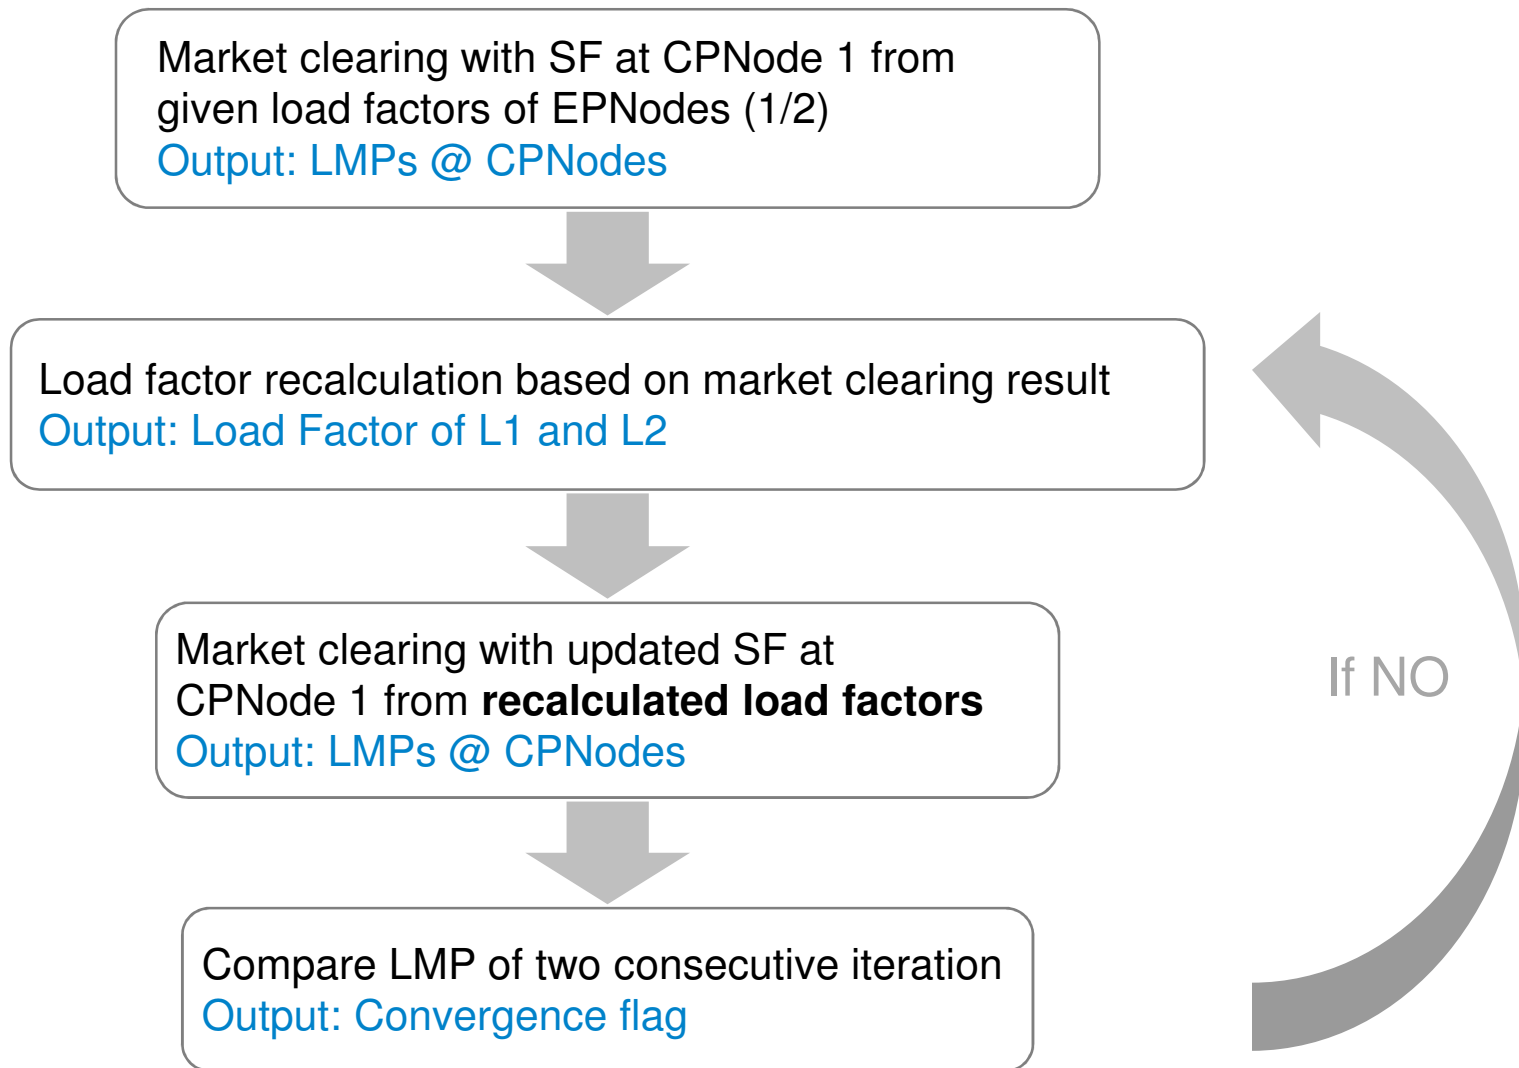 Market clearing with SF at CPNode 1 from
given load factors of EPNodes (1/2)
Output: LMPs @ CPNodes
Load factor recalculation based on market clearing result
Output: Load Factor of L1 and L2
Market clearing with updated SF at
CPNode 1 from recalculated load factors
Output: LMPs @ CPNodes
If NO
Compare LMP of two consecutive iteration
Output: Convergence flag